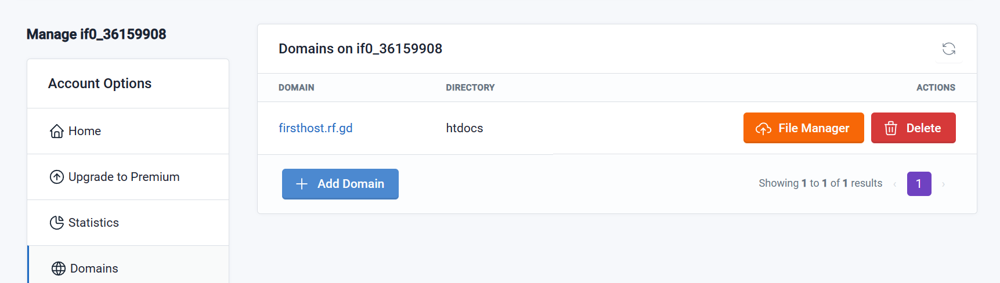 Manage if0_36159908
Account Options
Home
Upgrade to Premium
Statistics
Domains
Domains on if0_36159908
DOMAIN DIRECTORY ACTIONS
firsthost.rf.gd htdocs File Manager Delete
Add Domain Showing 1 to 1 of 1 results ‹ 1 ›